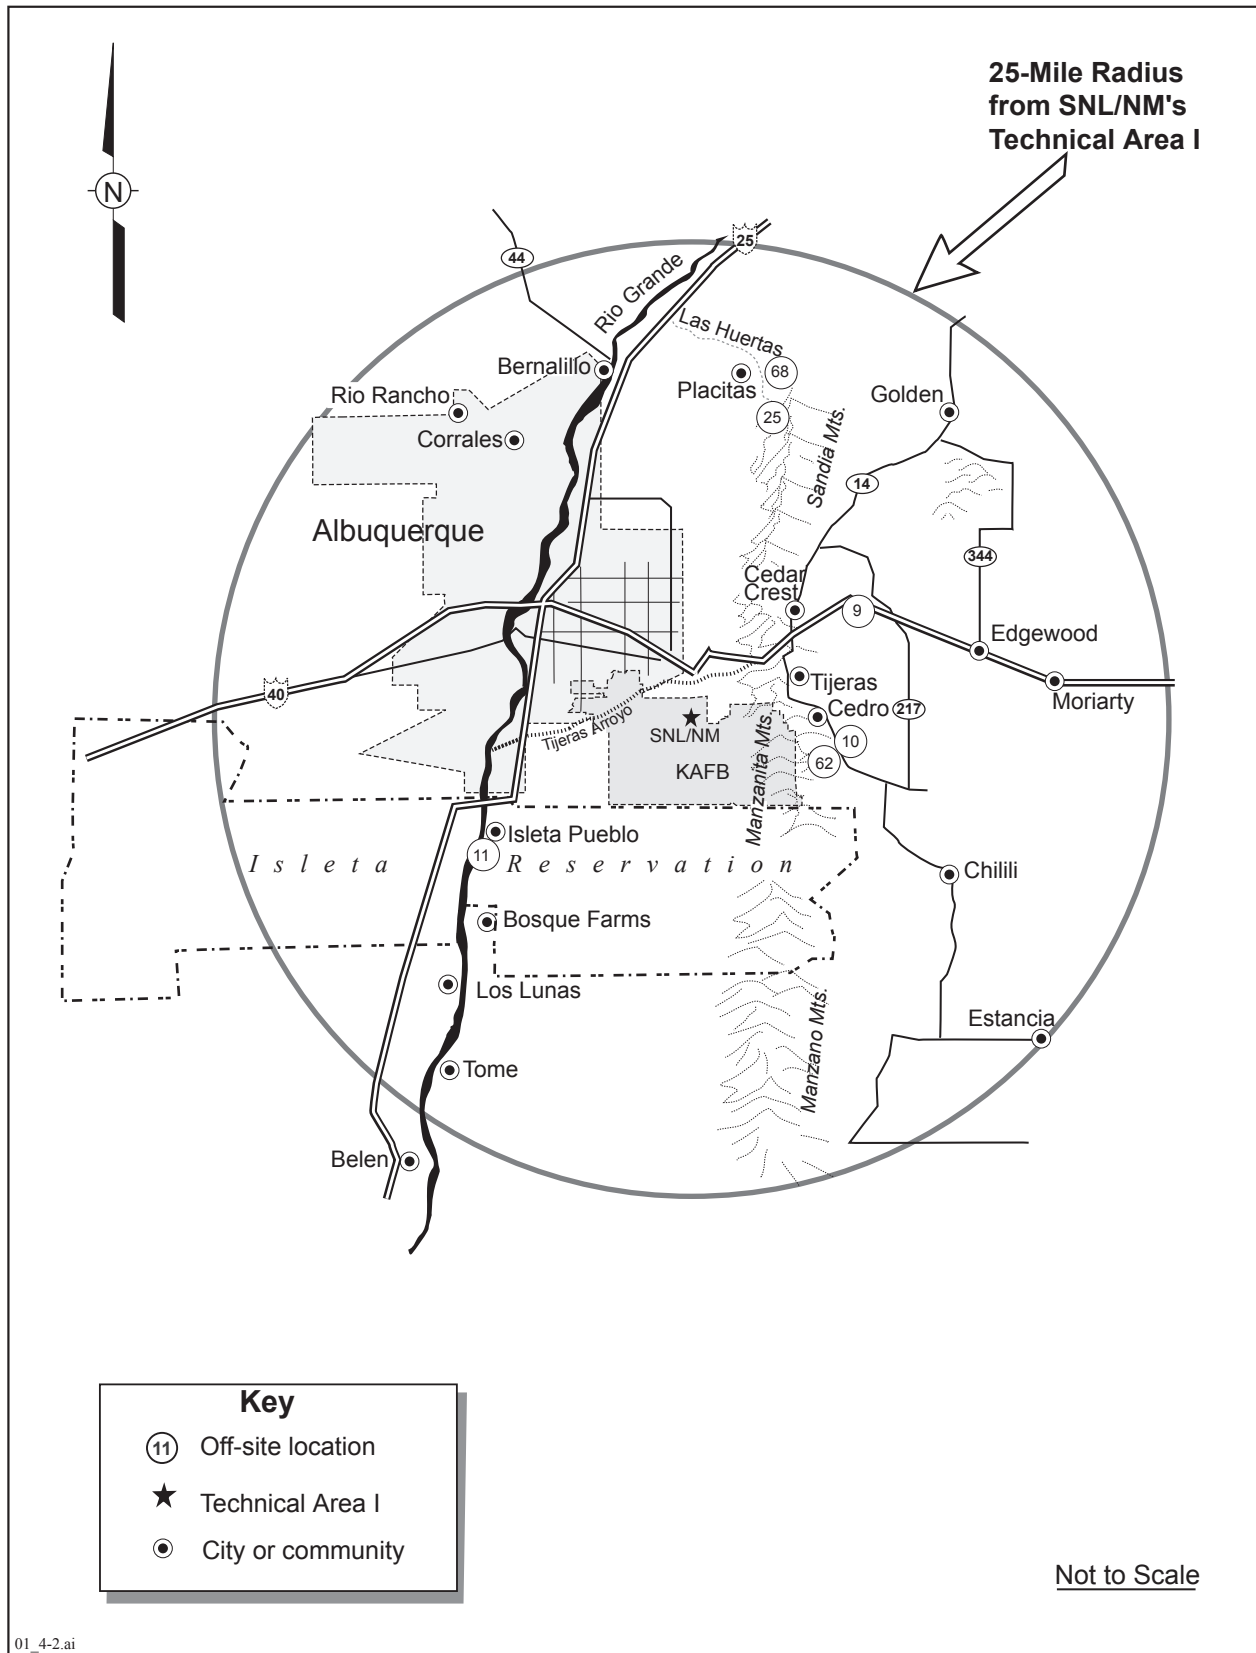 25-Mile Radius
from SNL/NM's
Technical Area I
N
25
44
Rio Grande
Las Huertas
Bernalillo
68
Placitas
Rio Rancho
Golden
25
Corrales
Sandia Mts.
14
Albuquerque
344
Cedar
Crest
9
Edgewood
Tijeras
40
Moriarty
Cedro
217
Tijeras Arroyo
SNL/NM
10
62
KAFB
Manzanita Mts.
Isleta Pueblo
11
Isleta Reservation
Chilili
Bosque Farms
Los Lunas
Estancia
Manzano Mts.
Tome
Belen
Key
11 Off-site location
Technical Area I
City or community
Not to Scale
01_4-2.ai